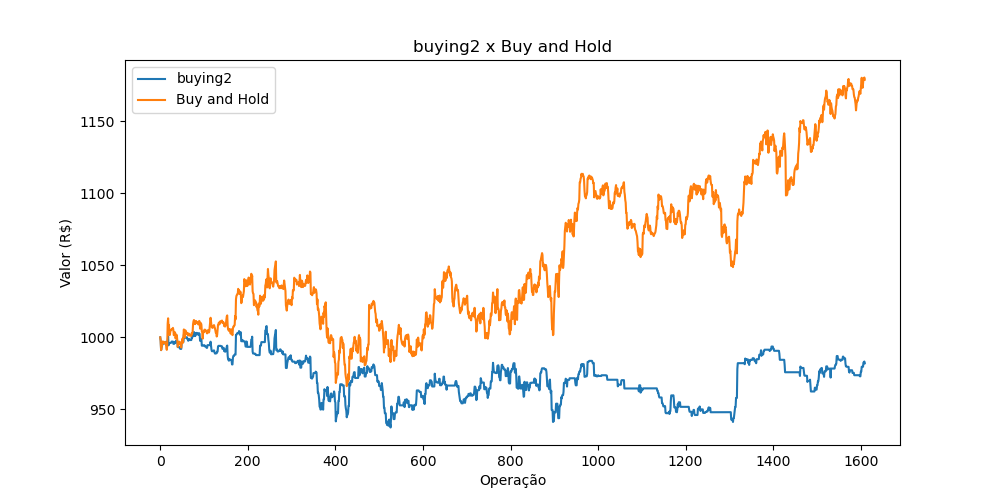 buying2 x Buy and Hold
buying2
Buy and Hold
Valor (R$)
1150
1100
1050
1000
950
0 200 400 600 800 1000 1200 1400 1600
Operação